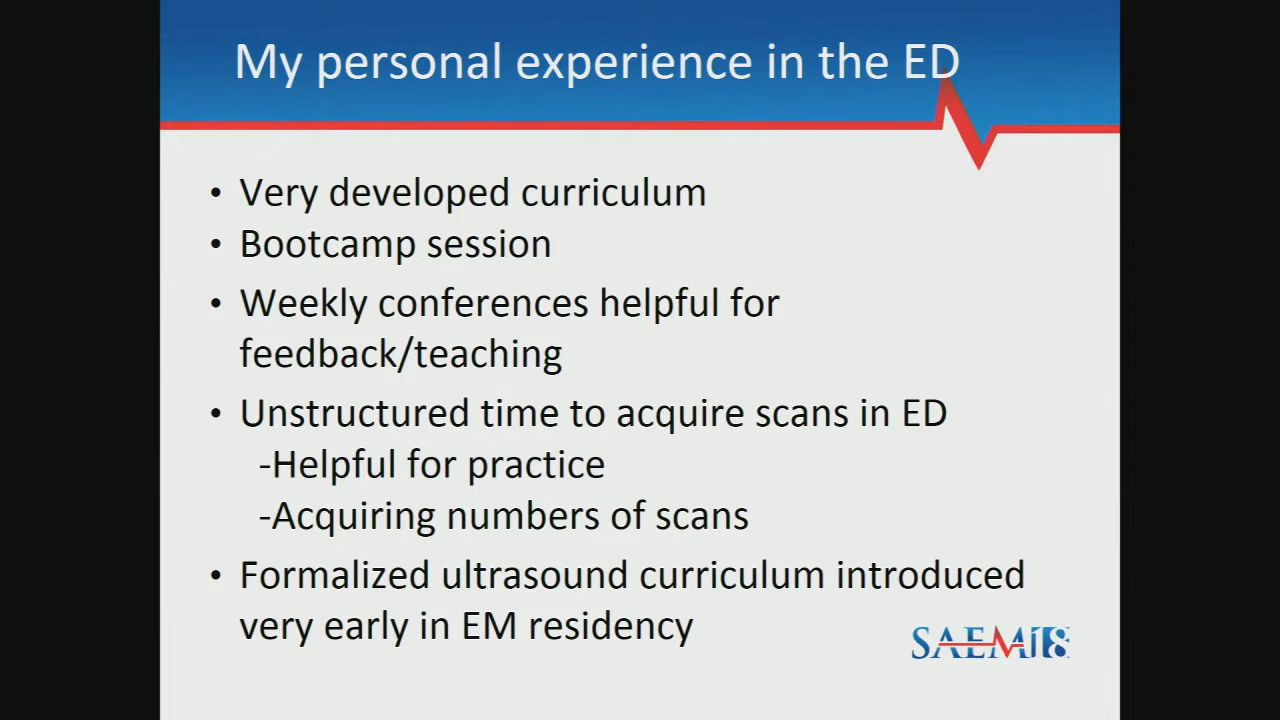 My personal experience in the ED
• Very developed curriculum
• Bootcamp session
• Weekly conferences helpful for
feedback/teaching
• Unstructured time to acquire scans in ED
-Helpful for practice
-Acquiring numbers of scans
• Formalized ultrasound curriculum introduced
very early in EM residency
SAEM18